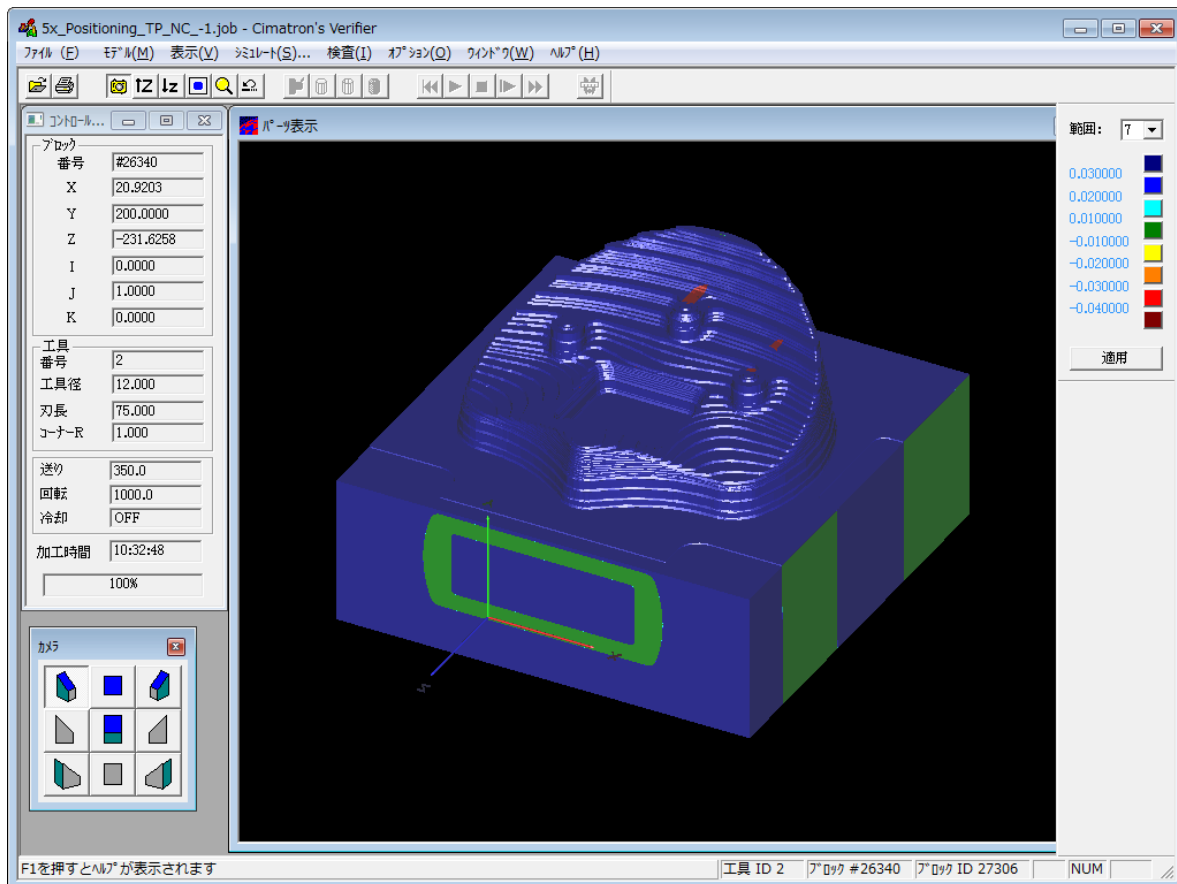 5x_Positioning_TP_NC_-1.job - Cimatron's Verifier
ﾌｧｲﾙ (F) ﾓﾃﾞﾙ(M) 表示(V) ｼﾐｭﾚｰﾄ(S)... 検査(I) ｵﾌﾟｼｮﾝ(O) ｳｨﾝﾄﾞｳ(W) ﾍﾙﾌﾟ(H)
ｺﾝﾄﾛｰﾙ...
ﾌﾞﾛｯｸ
番号 #26340
X 20.9203
Y 200.0000
Z -231.6258
I 0.0000
J 1.0000
K 0.0000
工具
番号 2
工具径 12.000
刃長 75.000
ｺｰﾅｰR 1.000
送り 350.0
回転 1000.0
冷却 OFF
加工時間 10:32:48
100%
ｶﾒﾗ
ﾊﾟｰﾂ表示
範囲: 7
0.030000
0.020000
0.010000
-0.010000
-0.020000
-0.030000
-0.040000
適用
F1を押すとﾍﾙﾌﾟが表示されます
工具 ID 2 ﾌﾞﾛｯｸ #26340 ﾌﾞﾛｯｸ ID 27306 NUM